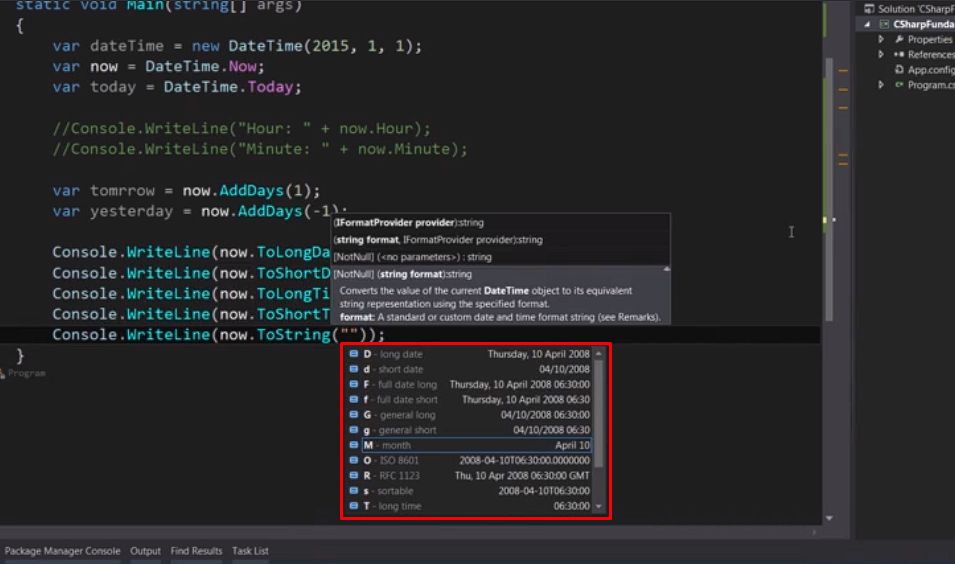 static void Main(string[] args)
{
var dateTime = new DateTime(2015, 1, 1);
var now = DateTime.Now;
var today = DateTime.Today;
//Console.WriteLine("Hour: " + now.Hour);
//Console.WriteLine("Minute: " + now.Minute);
var tomrrow = now.AddDays(1);
var yesterday = now.AddDays(-1);
(IFormatProvider provider):string
(string format, IFormatProvider provider):string
[NotNull] (<no parameters>) : string
[NotNull] (string format):string
Converts the value of the current DateTime object to its equivalent
string representation using the specified format.
format: A standard or custom date and time format string (see Remarks).
Console.WriteLine(now.ToLongDa
Console.WriteLine(now.ToShortD
Console.WriteLine(now.ToLongTi
Console.WriteLine(now.ToShortT
Console.WriteLine(now.ToString(""));
}
Program
D - long date Thursday, 10 April 2008
d - short date 04/10/2008
F - full date long Thursday, 10 April 2008 06:30:00
f - full date short Thursday, 10 April 2008 06:30
G - general long 04/10/2008 06:30:00
g - general short 04/10/2008 06:30
M - month April 10
O - ISO 8601 2008-04-10T06:30:00.0000000
R - RFC 1123 Thu, 10 Apr 2008 06:30:00 GMT
s - sortable 2008-04-10T06:30:00
T - long time 06:30:00
Solution 'CSharpF
CSharpFunda
Properties
References
App.config
Program.cs
Package Manager Console Output Find Results Task List